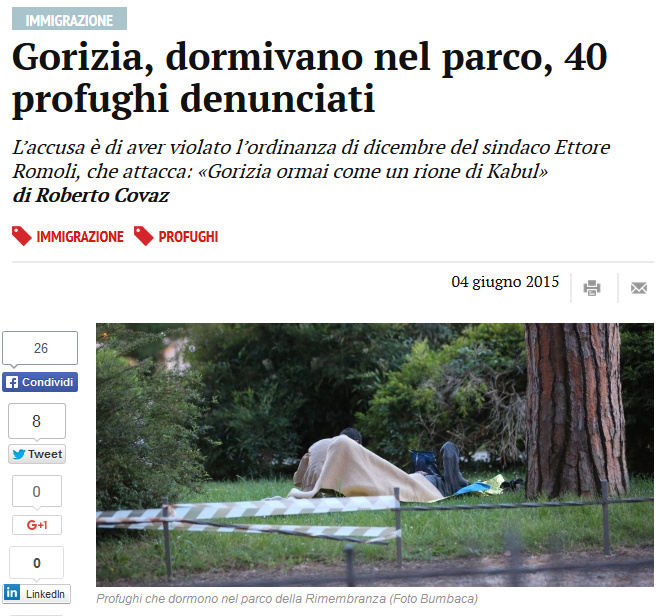 IMMIGRAZIONE
Gorizia, dormivano nel parco, 40
profughi denunciati
L'accusa è di aver violato l'ordinanza di dicembre del sindaco Ettore
Romoli, che attacca: «Gorizia ormai come un rione di Kabul»
di Roberto Covaz
IMMIGRAZIONE PROFUGHI
04 giugno 2015
26
Condividi
8
Tweet
0
G+1
0
in LinkedIn
Profughi che dormono nel parco della Rimembranza (Foto Bumbaca)